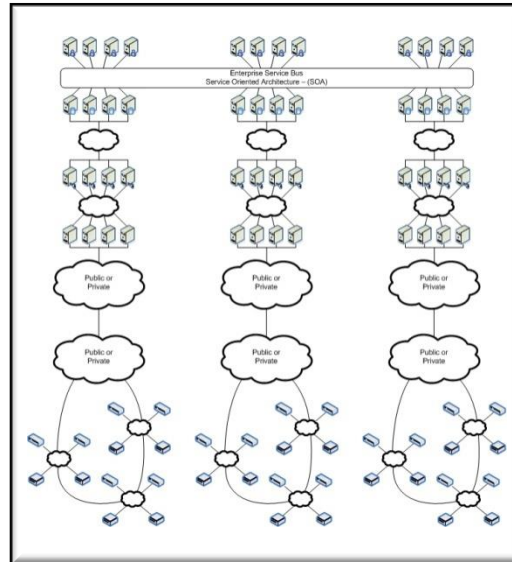 Enterprise Service Bus
Service Oriented Architecture – (SOA)
Public or
Private
Public or
Private
Public or
Private
Public or
Private
Public or
Private
Public or
Private